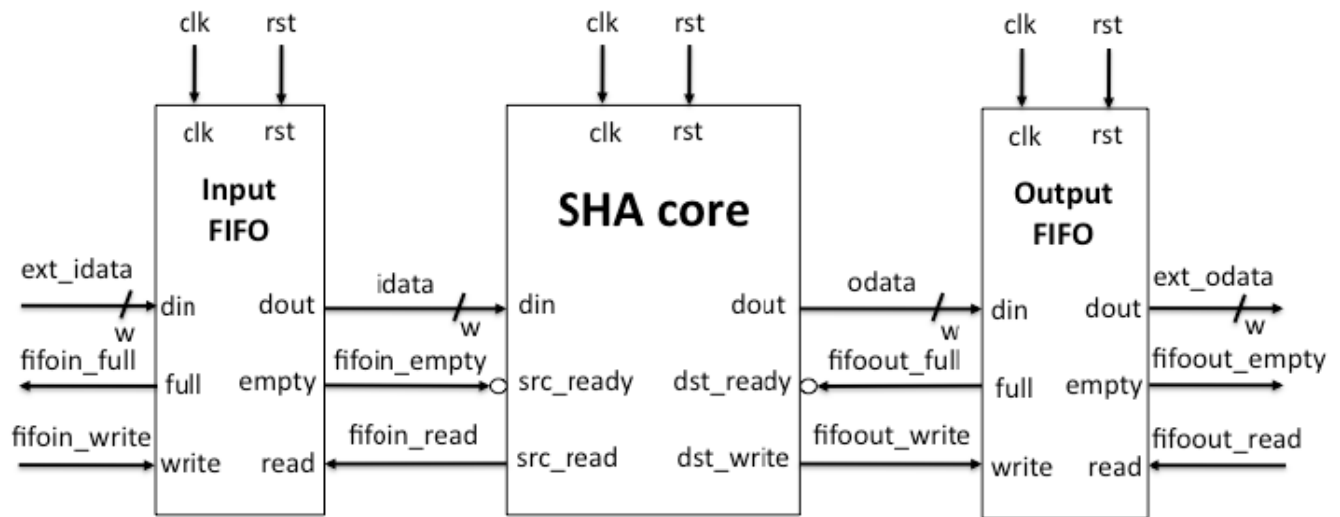 clk rst clk rst clk rst
clk rst clk rst clk rst
Input
FIFO
SHA core
Output
FIFO
ext_idata idata odata ext_odata
din dout din dout din dout
w w w w
fifoin_full fifoin_empty fifoout_full fifoout_empty
full empty src_ready dst_ready full empty
fifoin_write fifoin_read fifoout_write fifoout_read
write read src_read dst_write write read